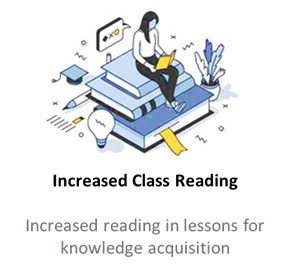 Increased Class Reading
Increased reading in lessons for
knowledge acquisition